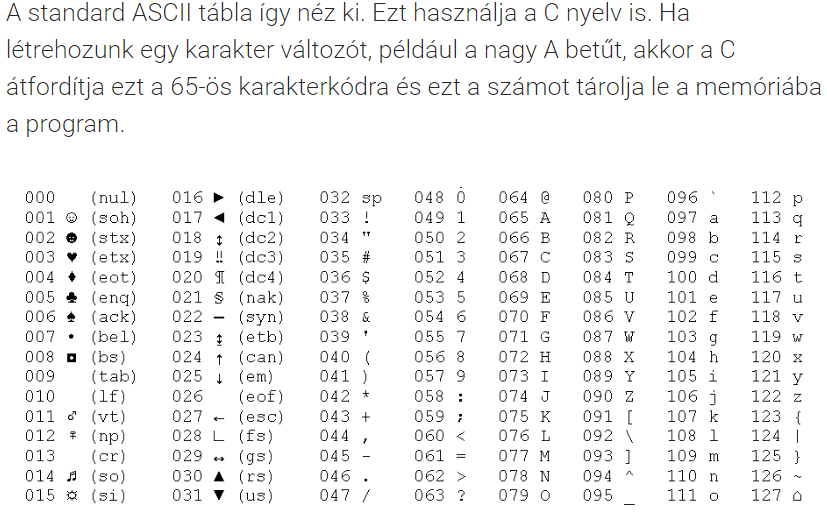 A standard ASCII tábla így néz ki. Ezt használja a C nyelv is. Ha
létrehozunk egy karakter változót, például a nagy A betűt, akkor a C
átfordítja ezt a 65-ös karakterkódra és ezt a számot tárolja le a memóriába
a program.
000 (nul) 016 ► (dle) 032 sp 048 0 064 @ 080 P 096 ` 112 p
001 ☺ (soh) 017 ◄ (dc1) 033 ! 049 1 065 A 081 Q 097 a 113 q
002 ☻ (stx) 018 ↕ (dc2) 034 " 050 2 066 B 082 R 098 b 114 r
003 ♥ (etx) 019 ‼ (dc3) 035 # 051 3 067 C 083 S 099 c 115 s
004 ♦ (eot) 020 ¶ (dc4) 036 $ 052 4 068 D 084 T 100 d 116 t
005 ♣ (enq) 021 § (nak) 037 % 053 5 069 E 085 U 101 e 117 u
006 ♠ (ack) 022 ▬ (syn) 038 & 054 6 070 F 086 V 102 f 118 v
007 • (bel) 023 ↨ (etb) 039 ' 055 7 071 G 087 W 103 g 119 w
008 ◘ (bs) 024 ↑ (can) 040 ( 056 8 072 H 088 X 104 h 120 x
009 (tab) 025 ↓ (em) 041 ) 057 9 073 I 089 Y 105 i 121 y
010 (lf) 026 (eof) 042 * 058 : 074 J 090 Z 106 j 122 z
011 ♂ (vt) 027 ← (esc) 043 + 059 ; 075 K 091 [ 107 k 123 {
012 ♀ (np) 028 ∟ (fs) 044 , 060 < 076 L 092 \ 108 l 124 |
013 (cr) 029 ↔ (gs) 045 - 061 = 077 M 093 ] 109 m 125 }
014 ♫ (so) 030 ▲ (rs) 046 . 062 > 078 N 094 ^ 110 n 126 ~
015 ☼ (si) 031 ▼ (us) 047 / 063 ? 079 O 095 _ 111 o 127 ⌂